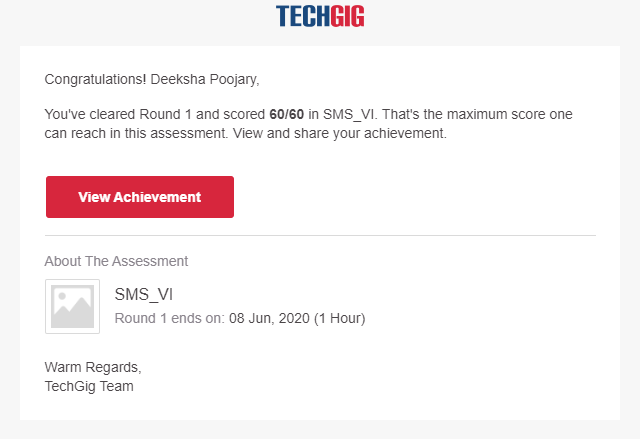 TECHGIG
Congratulations! Deeksha Poojary,
You've cleared Round 1 and scored 60/60 in SMS_VI. That's the maximum score one
can reach in this assessment. View and share your achievement.
View Achievement
About The Assessment
SMS_VI
Round 1 ends on: 08 Jun, 2020 (1 Hour)
Warm Regards,
TechGig Team